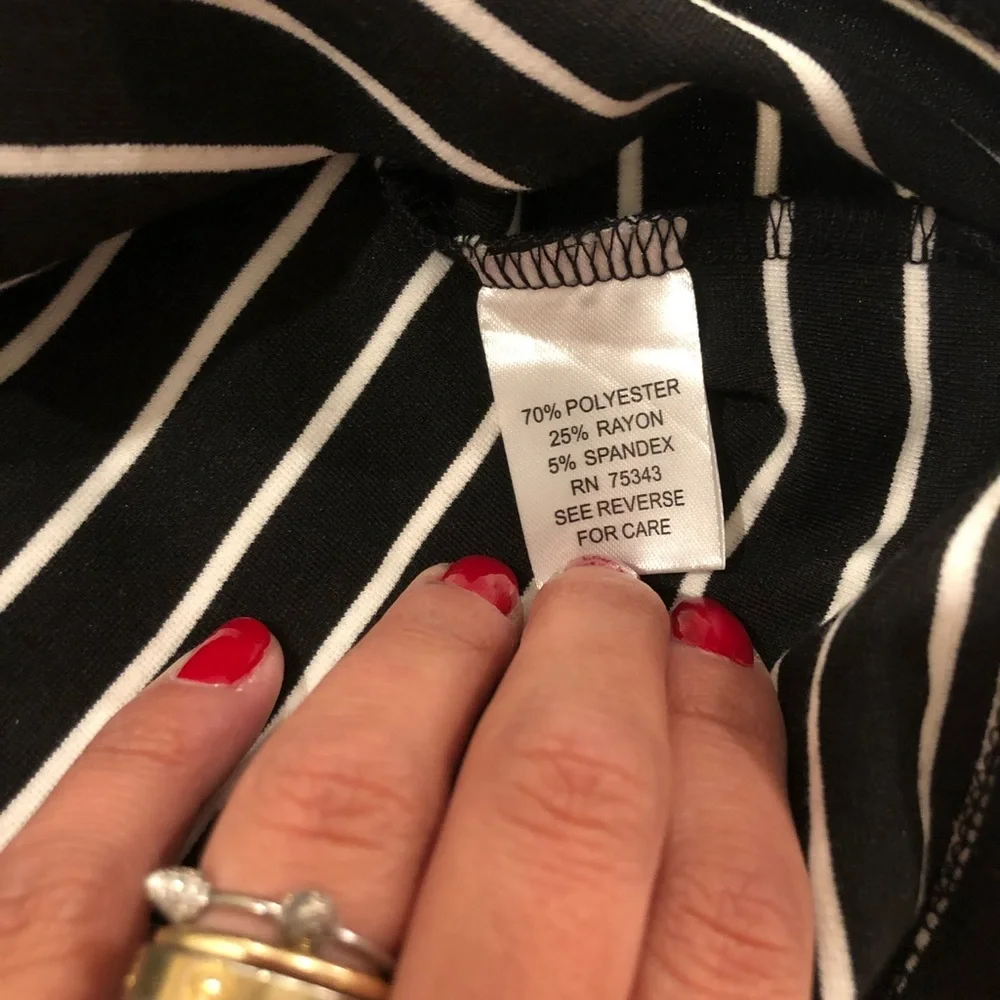 70% POLYESTER
25% RAYON
5% SPANDEX
RN 75343
SEE REVERSE
FOR CARE